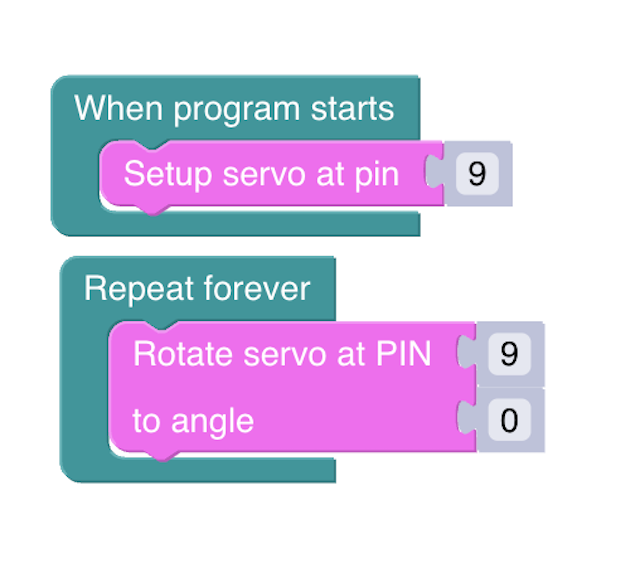 When program starts
Setup servo at pin 9
Repeat forever
Rotate servo at PIN 9
to angle 0